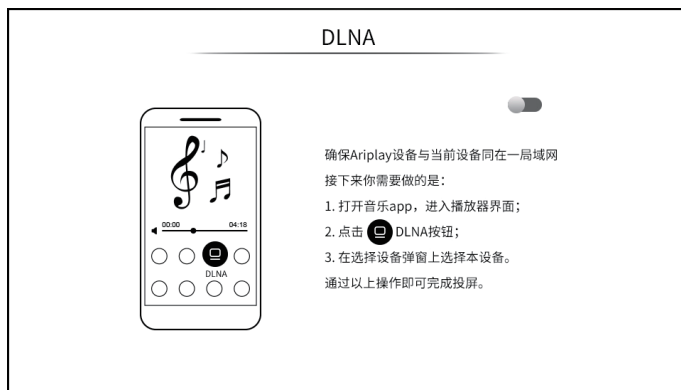 DLNA
确保Ariplay设备与当前设备同在一局域网
接下来你需要做的是：
1. 打开音乐app，进入播放器界面；
2. 点击 DLNA按钮；
3. 在选择设备弹窗上选择本设备。
通过以上操作即可完成投屏。
00:00 04:18
DLNA